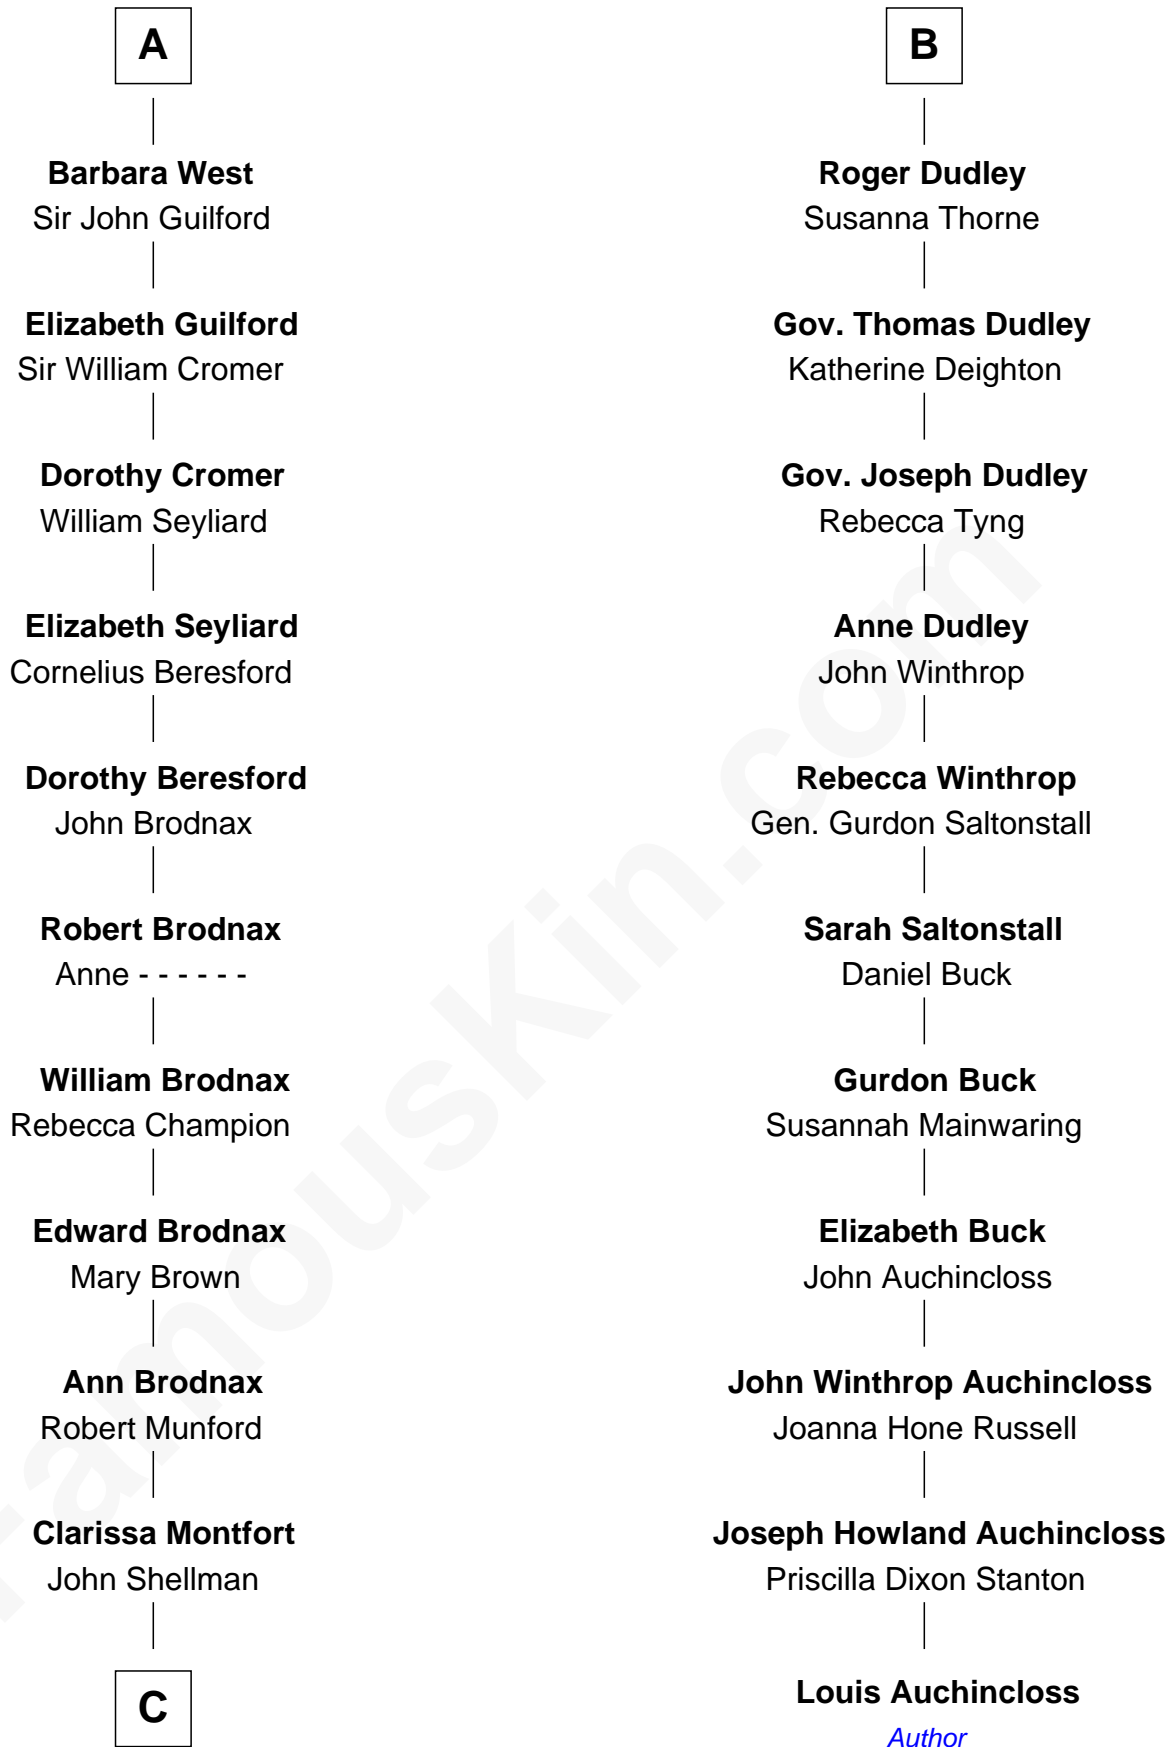 A
Barbara West
Sir John Guilford
Elizabeth Guilford
Sir William Cromer
Dorothy Cromer
William Seyliard
Elizabeth Seyliard
Cornelius Beresford
Dorothy Beresford
John Brodnax
Robert Brodnax
Anne - - - - - -
William Brodnax
Rebecca Champion
Edward Brodnax
Mary Brown
Ann Brodnax
Robert Munford
Clarissa Montfort
John Shellman
C
B
Roger Dudley
Susanna Thorne
Gov. Thomas Dudley
Katherine Deighton
Gov. Joseph Dudley
Rebecca Tyng
Anne Dudley
John Winthrop
Rebecca Winthrop
Gen. Gurdon Saltonstall
Sarah Saltonstall
Daniel Buck
Gurdon Buck
Susannah Mainwaring
Elizabeth Buck
John Auchincloss
John Winthrop Auchincloss
Joanna Hone Russell
Joseph Howland Auchincloss
Priscilla Dixon Stanton
Louis Auchincloss
Author
FamousKin.com